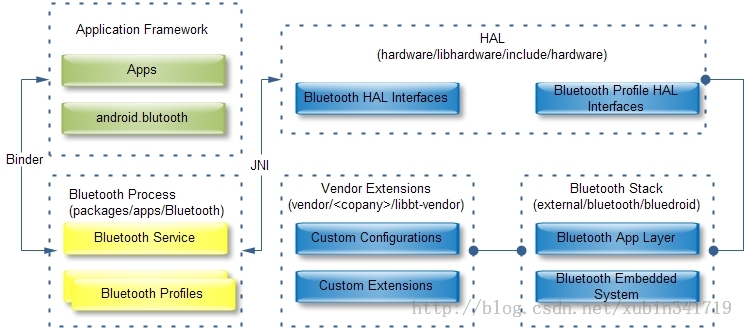 Application Framework
Apps
android.blutooth
HAL
(hardware/libhardware/include/hardware)
Bluetooth HAL Interfaces
Bluetooth Profile HAL
Interfaces
Binder
JNI
Bluetooth Process
(packages/apps/Bluetooth)
Bluetooth Service
Bluetooth Profiles
Vendor Extensions
(vendor/<copany>/libbt-vendor)
Custom Configurations
Custom Extensions
Bluetooth Stack
(external/bluetooth/bluedroid)
Bluetooth App Layer
Bluetooth Embedded
System
http://blog.csdn.net/xubin341719